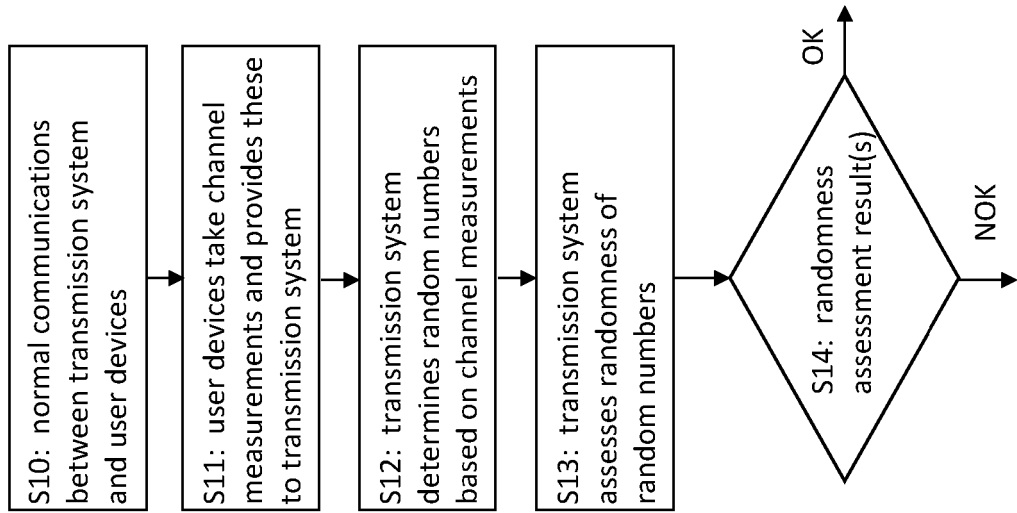 S10: normal communications
between transmission system
and user devices
S11: user devices take channel
measurements and provides these
to transmission system
S12: transmission system
determines random numbers
based on channel measurements
S13: transmission system
assesses randomness of
random numbers
S14: randomness
assessment result(s)
OK
NOK